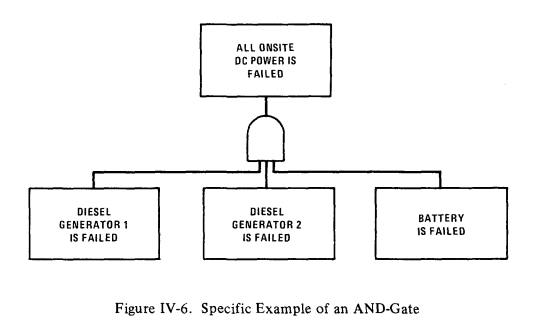 ALL ONSITE
DC POWER IS
FAILED
DIESEL
GENERATOR 1
IS FAILED
DIESEL
GENERATOR 2
IS FAILED
BATTERY
IS FAILED
Figure IV-6. Specific Example of an AND-Gate